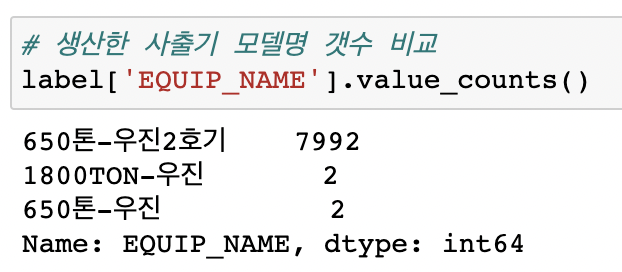 # 생산한 사출기 모델명 갯수 비교
label['EQUIP_NAME'].value_counts()
650톤-우진2호기    7992
1800TON-우진       2
650톤-우진          2
Name: EQUIP_NAME, dtype: int64